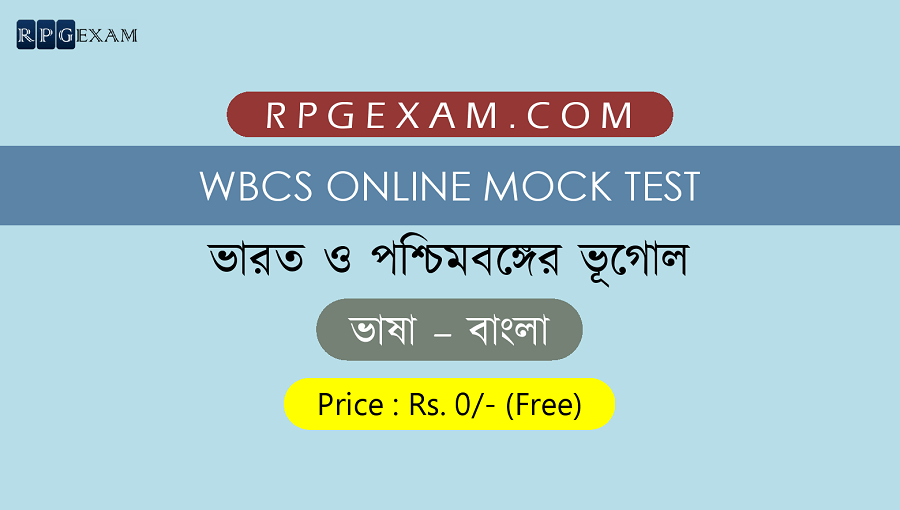 RPGEXAM
RPGEXAM.COM
WBCS ONLINE MOCK TEST
ভারত ও পশ্চিমবঙ্গের ভূগোল
ভাষা – বাংলা
Price : Rs. 0/- (Free)